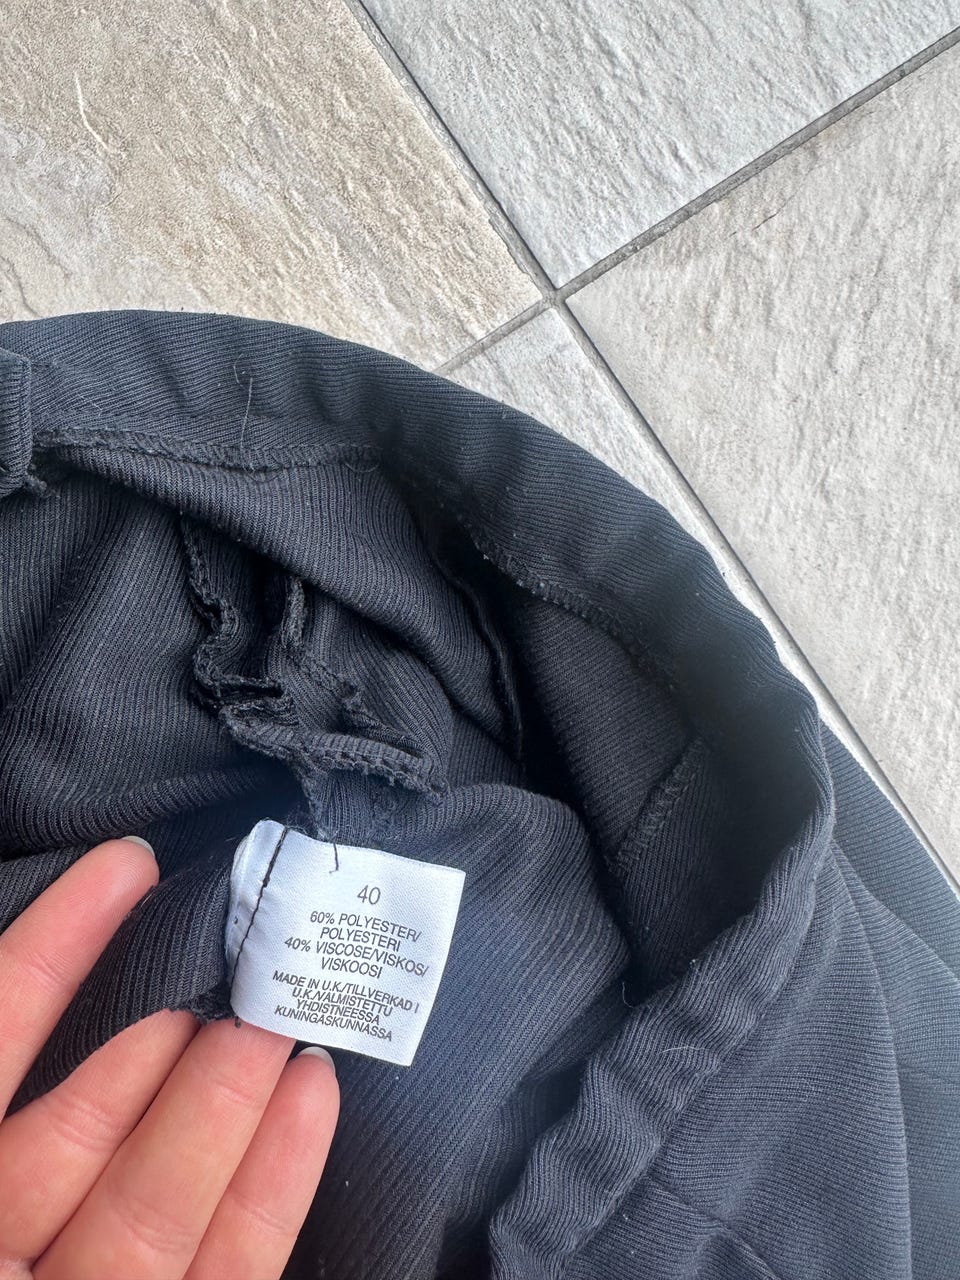 40
60% POLYESTER/
POLYESTERI
40% VISCOSE/VISKOS/
VISKOOSI
MADE IN U.K./TILLVERKAD I
U.K./VALMISTETTU
YHDISTNEESSA
KUNINGASKUNNASSA